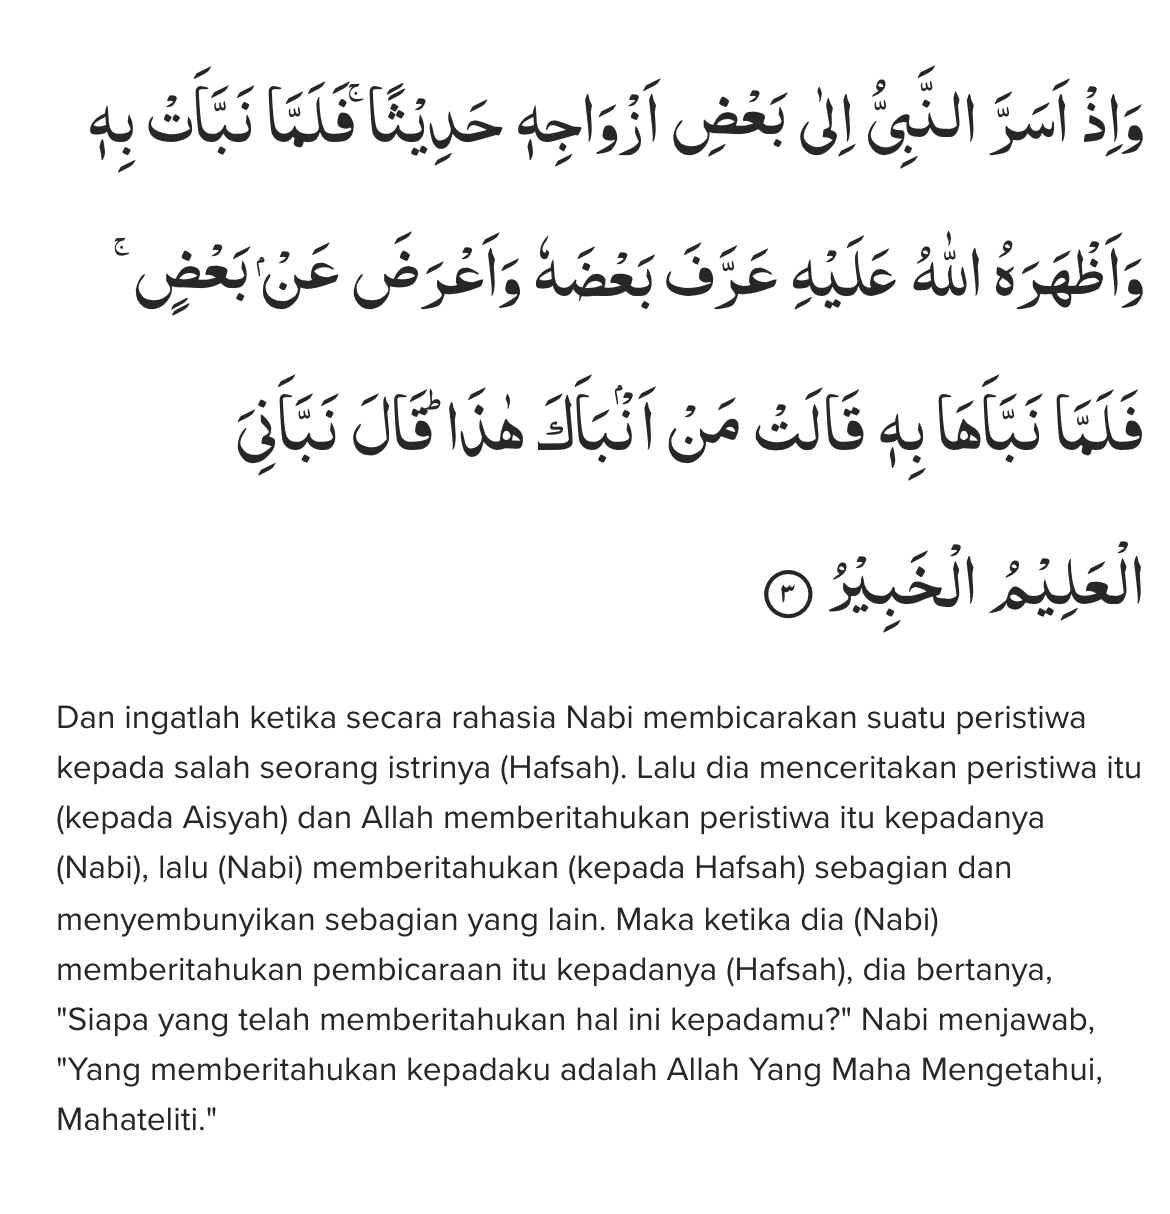 وَاِذْ اَسَرَّ النَّبِيُّ اِلٰى بَعْضِ اَزْوَاجِهٖ حَدِيْثًاۚ فَلَمَّا نَبَّاَتْ بِهٖ
وَاَظْهَرَهُ اللّٰهُ عَلَيْهِ عَرَّفَ بَعْضَهٗ وَاَعْرَضَ عَنْۢ بَعْضٍۚ
فَلَمَّا نَبَّاَهَا بِهٖ قَالَتْ مَنْ اَنْۢبَاَكَ هٰذَاۗ قَالَ نَبَّاَنِيَ
الْعَلِيْمُ الْخَبِيْرُ ٣
Dan ingatlah ketika secara rahasia Nabi membicarakan suatu peristiwa
kepada salah seorang istrinya (Hafsah). Lalu dia menceritakan peristiwa itu
(kepada Aisyah) dan Allah memberitahukan peristiwa itu kepadanya
(Nabi), lalu (Nabi) memberitahukan (kepada Hafsah) sebagian dan
menyembunyikan sebagian yang lain. Maka ketika dia (Nabi)
memberitahukan pembicaraan itu kepadanya (Hafsah), dia bertanya,
"Siapa yang telah memberitahukan hal ini kepadamu?" Nabi menjawab,
"Yang memberitahukan kepadaku adalah Allah Yang Maha Mengetahui,
Mahateliti."